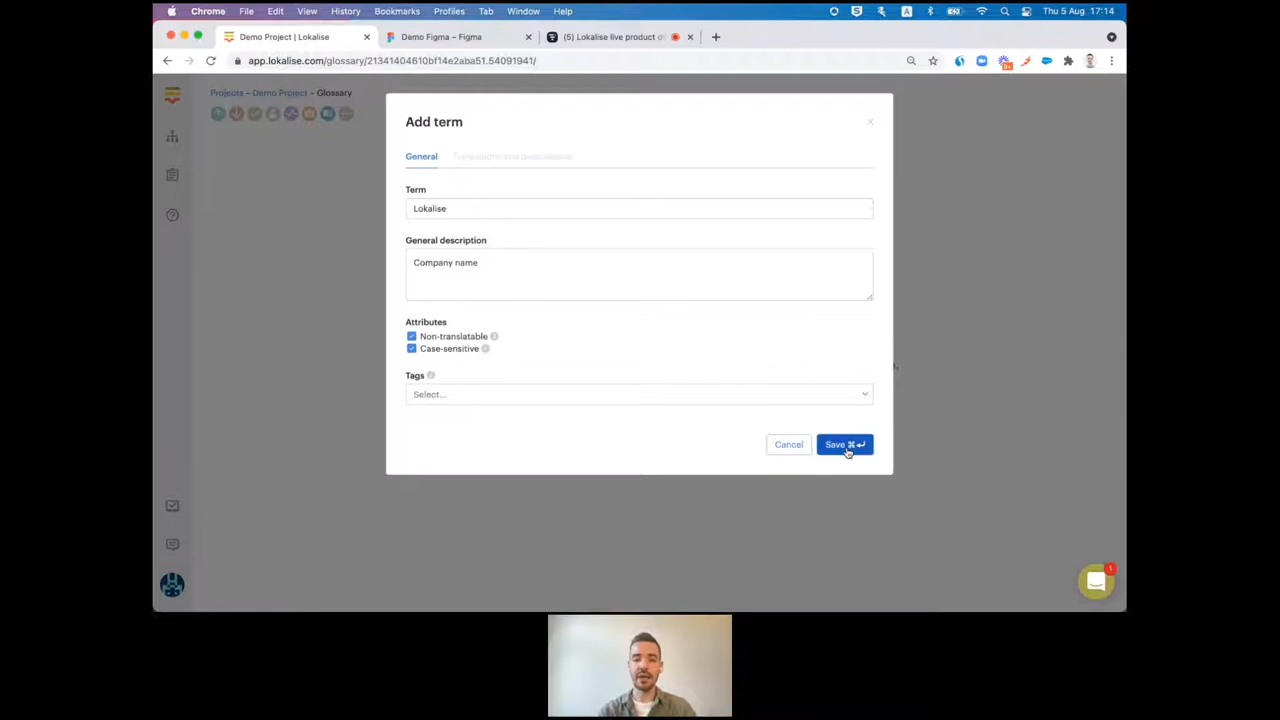 Chrome File Edit View History Bookmarks Profiles Tab Window Help Thu 5 Aug 17:14
Demo Project | Lokalise Demo Figma – Figma (5) Lokalise live product d
app.lokalise.com/glossary/21341404610bf14e2aba51.54091941/
Projects – Demo Project – Glossary
Add term
General
Term
Lokalise
General description
Company name
Attributes
Non-translatable
Case-sensitive
Tags
Select...
Cancel Save ⌘↵
1